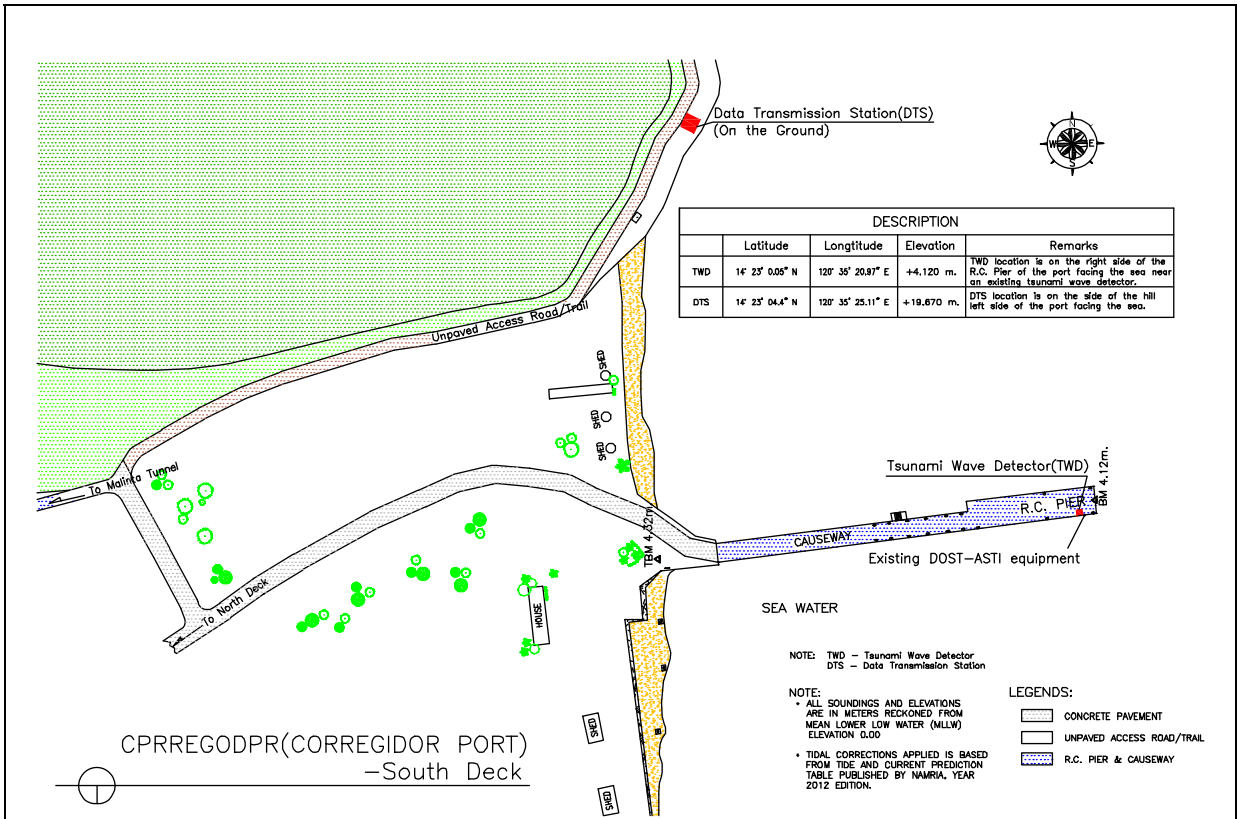 Data Transmission Station(DTS)
(On the Ground)
N
W
E
S
DESCRIPTION
Latitude Longtitude Elevation Remarks
TWD 14° 23' 0.05" N 120° 35' 20.97" E +4.120 m. TWD location is on the right side of the
R.C. Pier of the port facing the sea near
an existing tsunami wave detector.
DTS 14° 23' 04.4" N 120° 35' 25.11" E +19.670 m. DTS location is on the side of the hill
left side of the port facing the sea.
Unpaved Access Road/Trail
SHED
SHED
SHED
To Malinta Tunnel
Tsunami Wave Detector(TWD)
BM 4.12m.
R.C. PIER
CAUSEWAY
TBM 4.32m.
Existing DOST-ASTI equipment
To North Deck
HOUSE
SEA WATER
NOTE: TWD - Tsunami Wave Detector
DTS - Data Transmission Station
NOTE:
• ALL SOUNDINGS AND ELEVATIONS
ARE IN METERS RECKONED FROM
MEAN LOWER LOW WATER (MLLW)
ELEVATION 0.00
• TIDAL CORRECTIONS APPLIED IS BASED
FROM TIDE AND CURRENT PREDICTION
TABLE PUBLISHED BY NAMRIA, YEAR
2012 EDITION.
LEGENDS:
CONCRETE PAVEMENT
UNPAVED ACCESS ROAD/TRAIL
R.C. PIER & CAUSEWAY
SHED
SHED
CPRREGODPR(CORREGIDOR PORT)
-South Deck